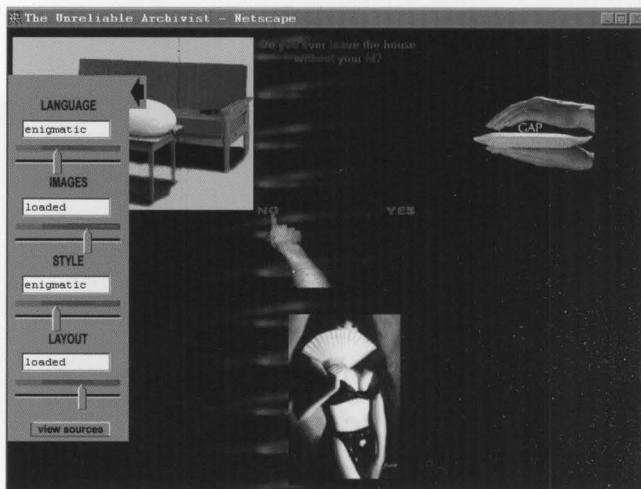 The Unreliable Archivist - Netscape
Do you ever leave the house
without your id?
LANGUAGE
enigmatic
IMAGES
loaded
STYLE
enigmatic
LAYOUT
loaded
view sources
GAP
NO YES